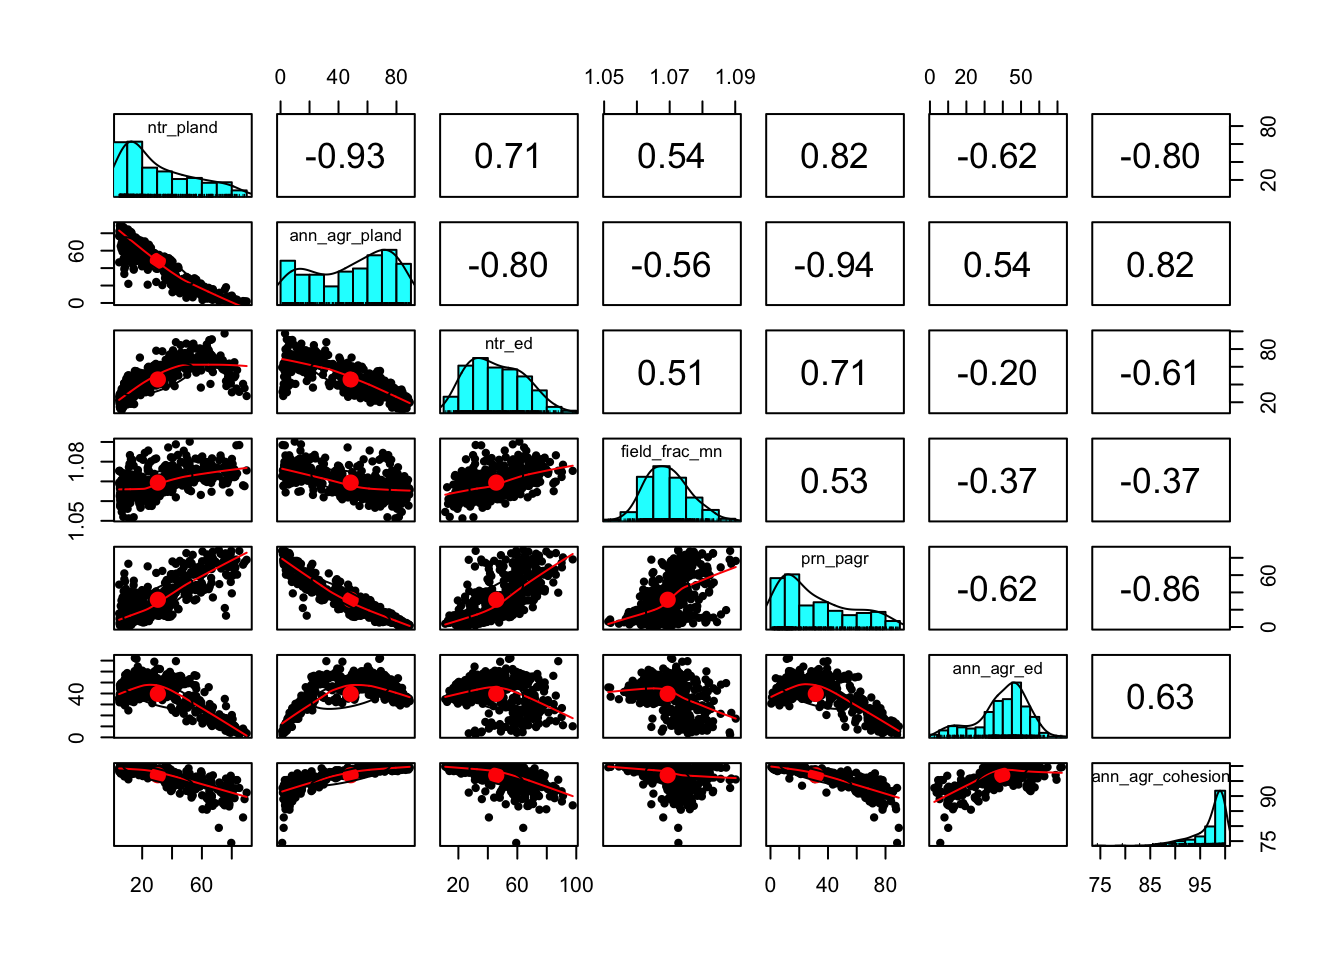 0 40 80 1.05 1.07 1.09 0 20 50
ntr_pland -0.93 0.71 0.54 0.82 -0.62 -0.80 20 80
0 60 ann_agr_pland -0.80 -0.56 -0.94 0.54 0.82
ntr_ed 0.51 0.71 -0.20 -0.61 20 80
1.05 1.08 field_frac_mn 0.53 -0.37 -0.37
prn_pagr -0.62 -0.86 0 60
0 40 ann_agr_ed 0.63
ann_agr_cohesion 75 90
20 60 20 60 100 0 40 80 75 85 95